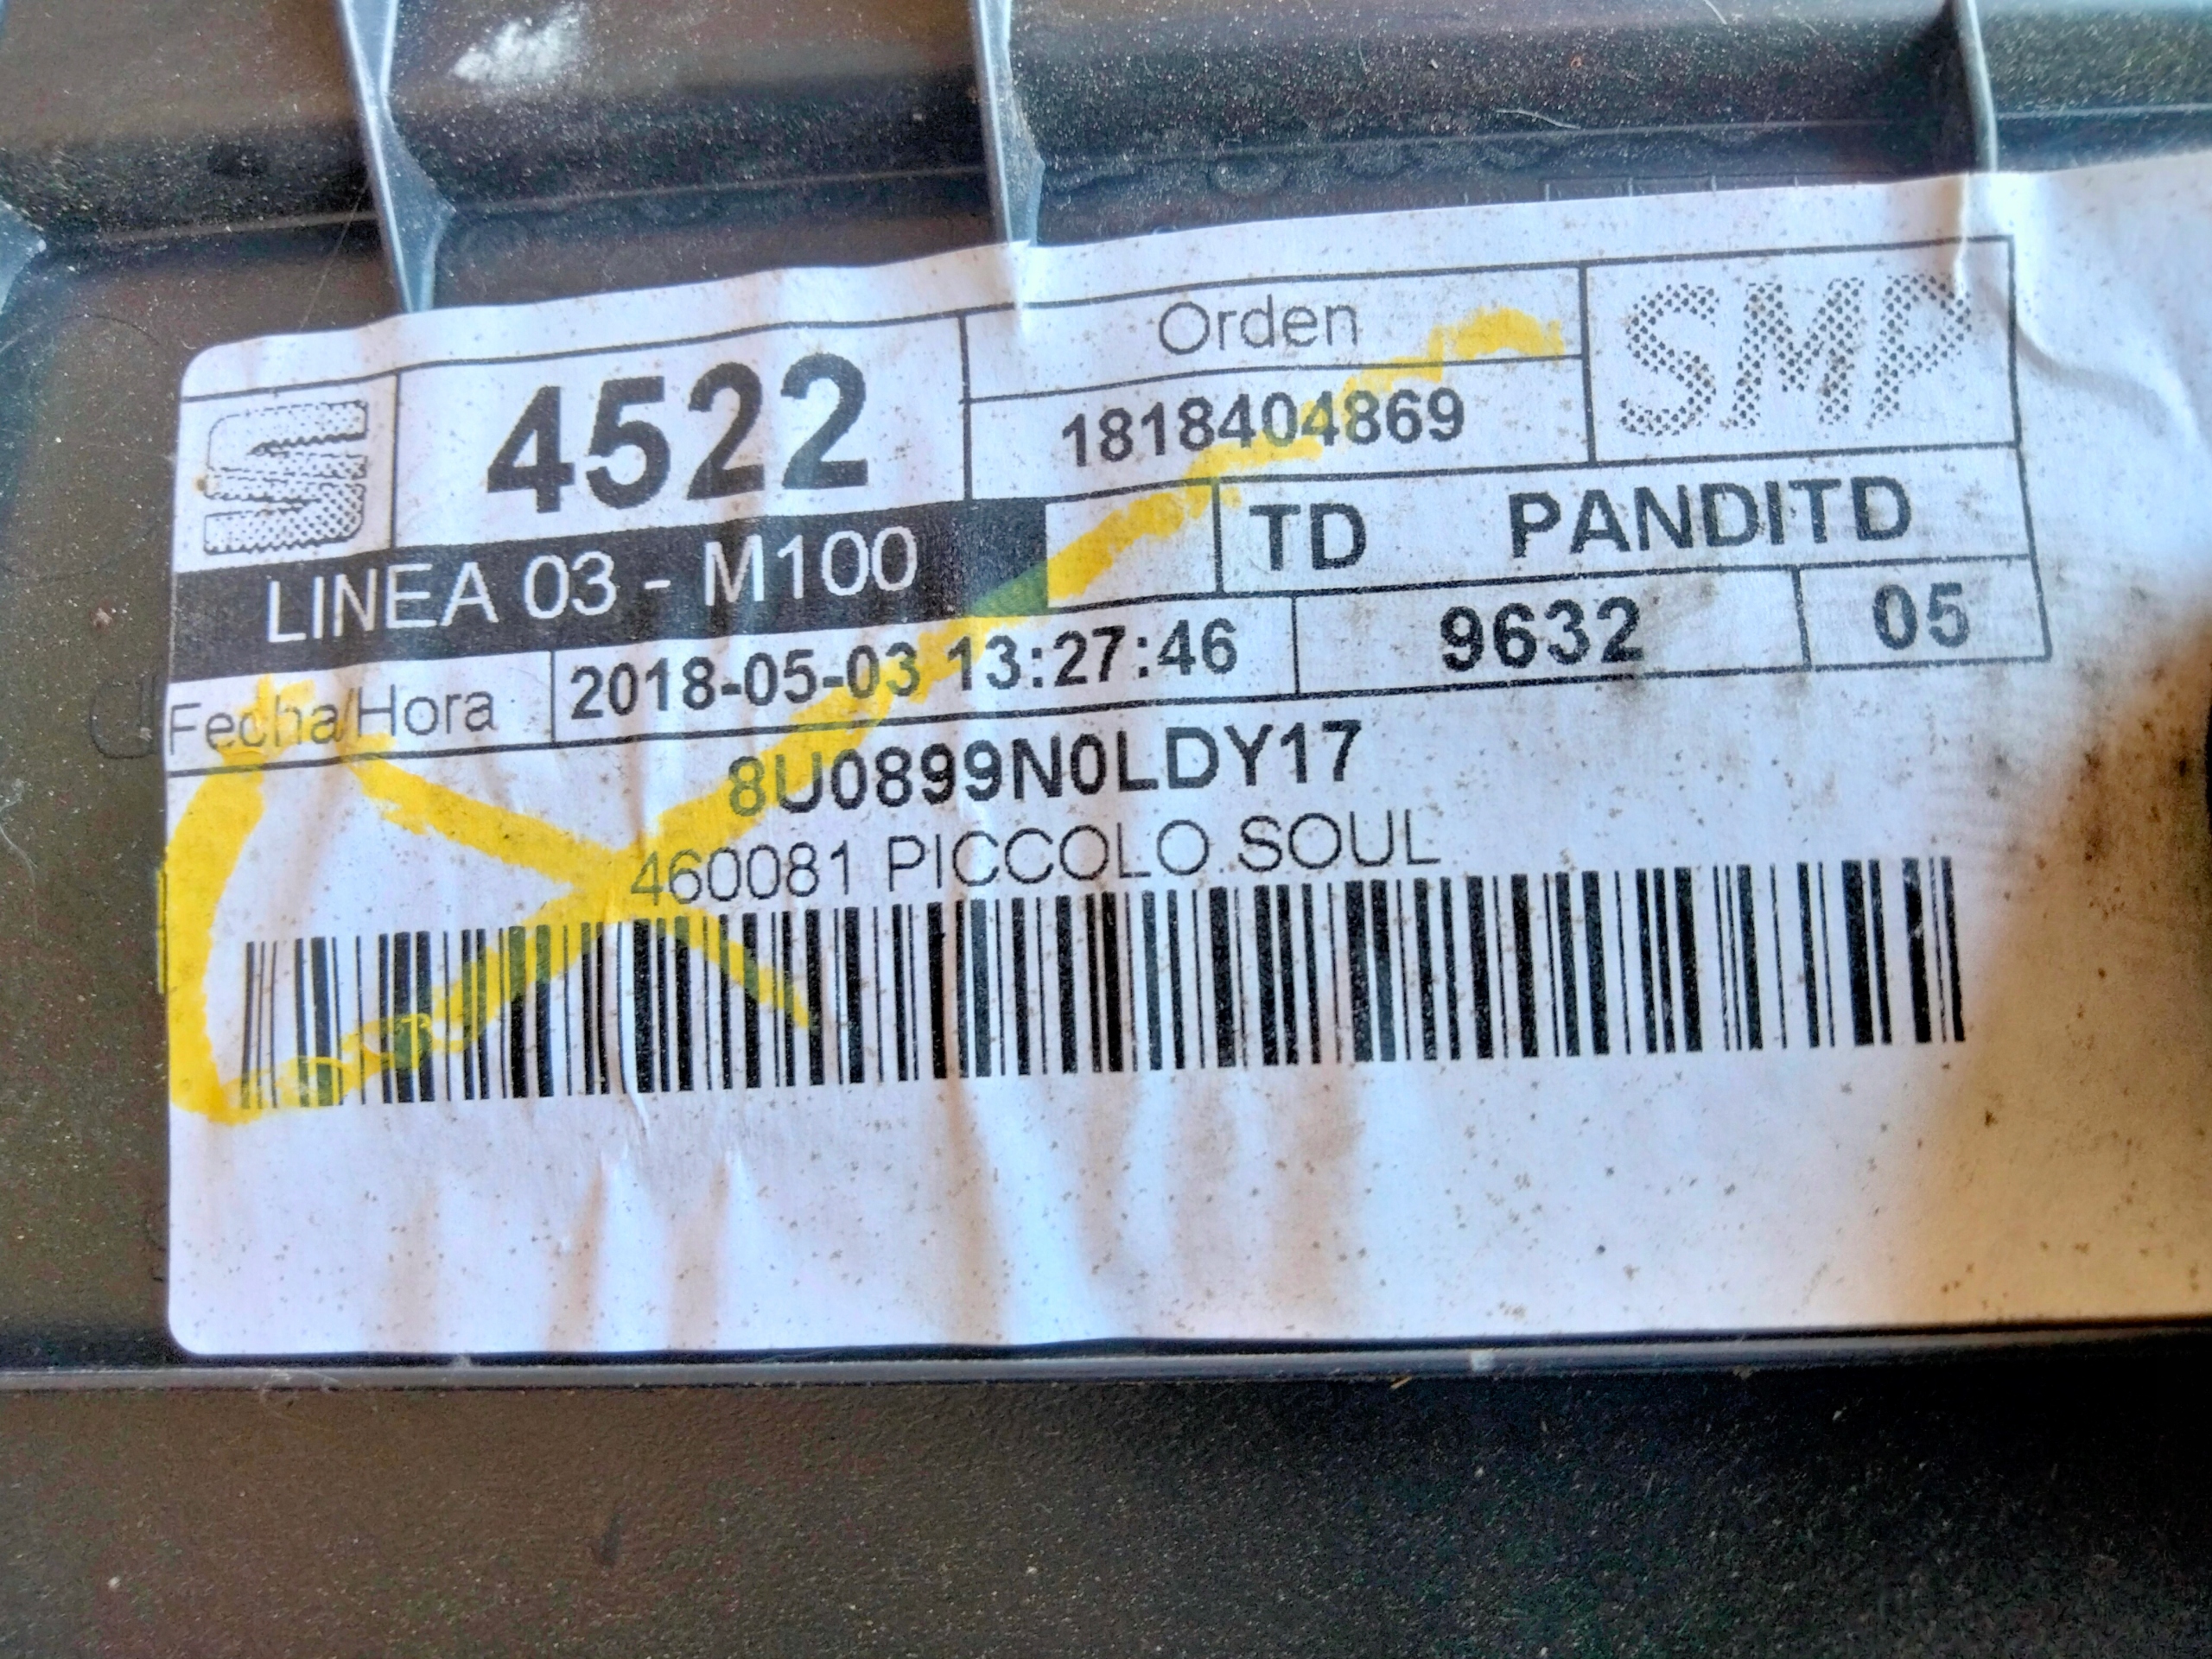 4522
Orden
1818404869
SMP
LINEA 03 - M100
TD PANDITD
Fecha/Hora
2018-05-03 13:27:46
9632
05
8U0899N0LDY17
460081 PICCOLO SOUL